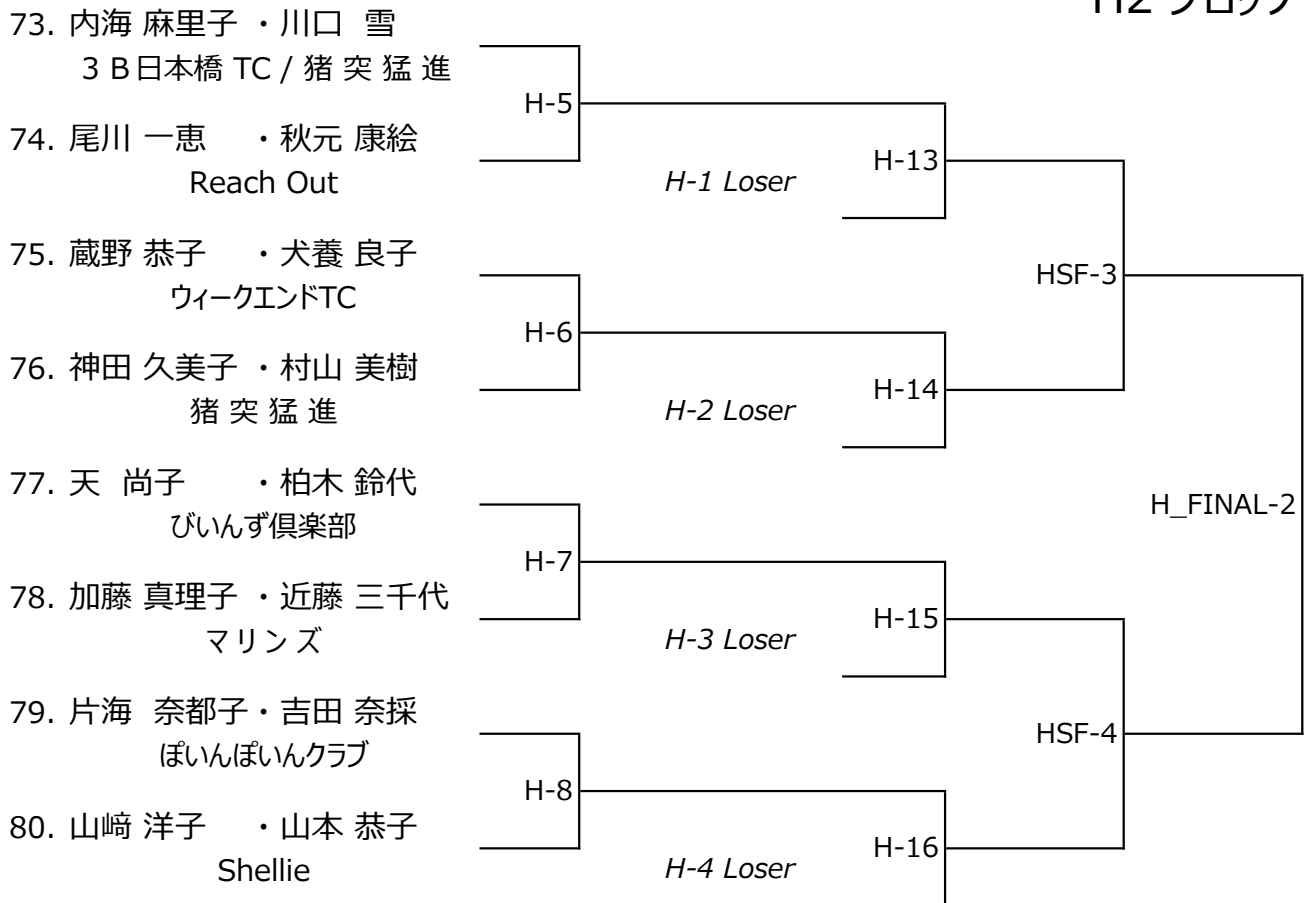 H2 ブロック
73. 内海 麻里子 ・川口 雪
３Ｂ日本橋 TC / 猪 突 猛 進
H-5
74. 尾川 一恵 ・秋元 康絵
Reach Out
H-1 Loser
H-13
75. 蔵野 恭子 ・犬養 良子
ウィークエンドTC
HSF-3
H-6
76. 神田 久美子 ・村山 美樹
猪 突 猛 進
H-2 Loser
H-14
77. 天 尚子 ・柏木 鈴代
びいんず倶楽部
H_FINAL-2
H-7
78. 加藤 真理子 ・近藤 三千代
マリンズ
H-3 Loser
H-15
79. 片海 奈都子・吉田 奈採
ぽいんぽいんクラブ
HSF-4
H-8
80. 山﨑 洋子 ・山本 恭子
Shellie
H-4 Loser
H-16